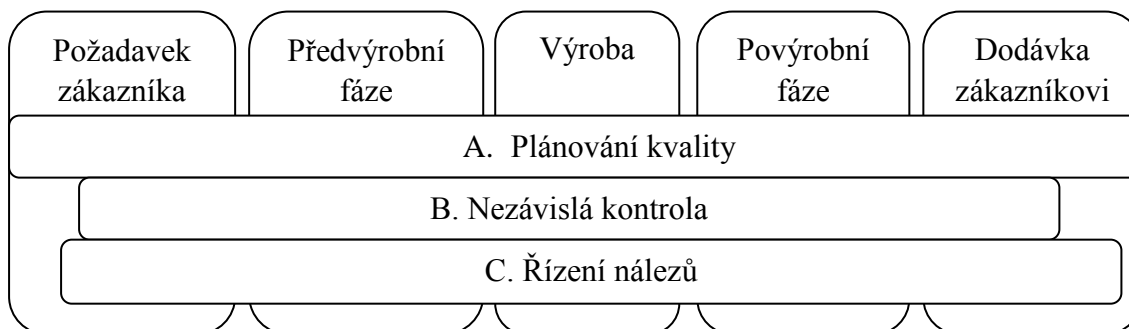 Požadavek
zákazníka
Předvýrobní
fáze
Výroba
Povýrobní
fáze
Dodávka
zákazníkovi
A. Plánování kvality
B. Nezávislá kontrola
C. Řízení nálezů